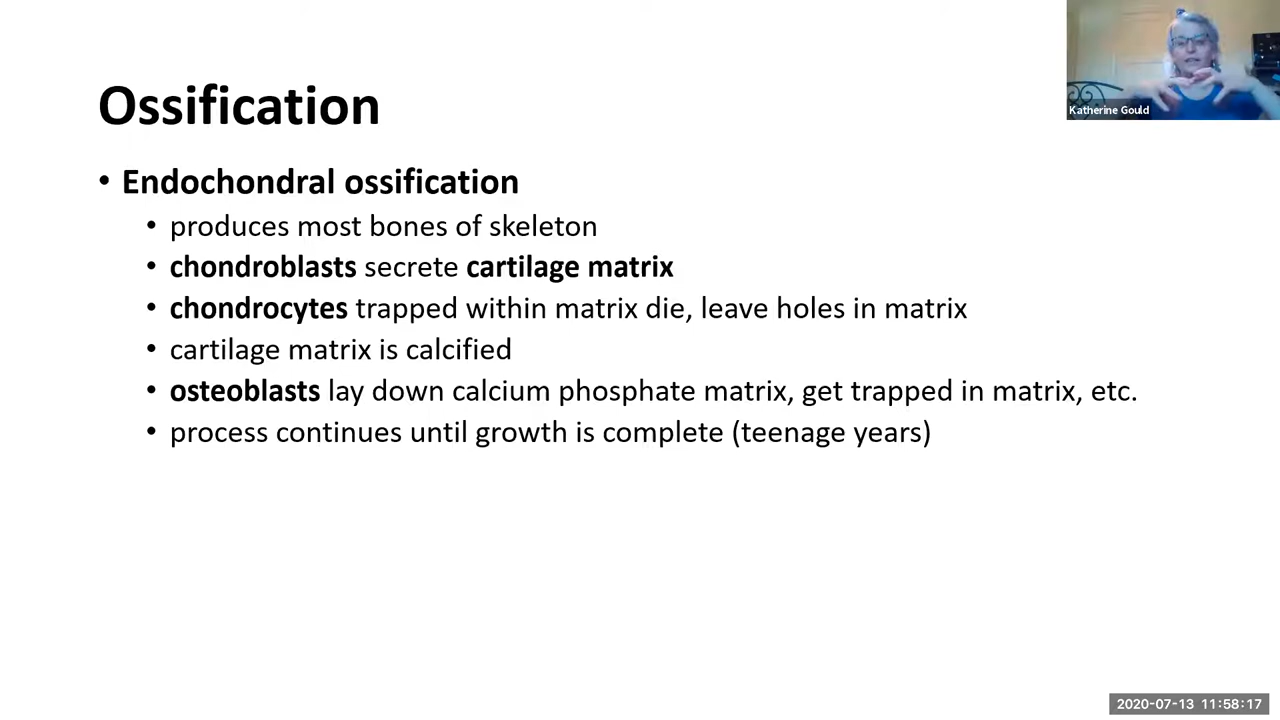 Katherine Gould
Ossification
• Endochondral ossification
• produces most bones of skeleton
• chondroblasts secrete cartilage matrix
• chondrocytes trapped within matrix die, leave holes in matrix
• cartilage matrix is calcified
• osteoblasts lay down calcium phosphate matrix, get trapped in matrix, etc.
• process continues until growth is complete (teenage years)
2020-07-13 11:58:17